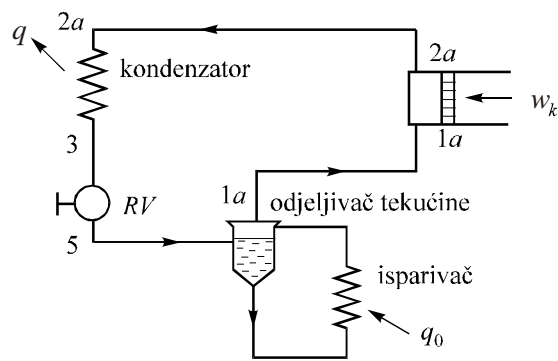 2a
q
kondenzator
2a
w_k
3
1a
1a
odjeljivač tekućine
RV
5
isparivač
q_0